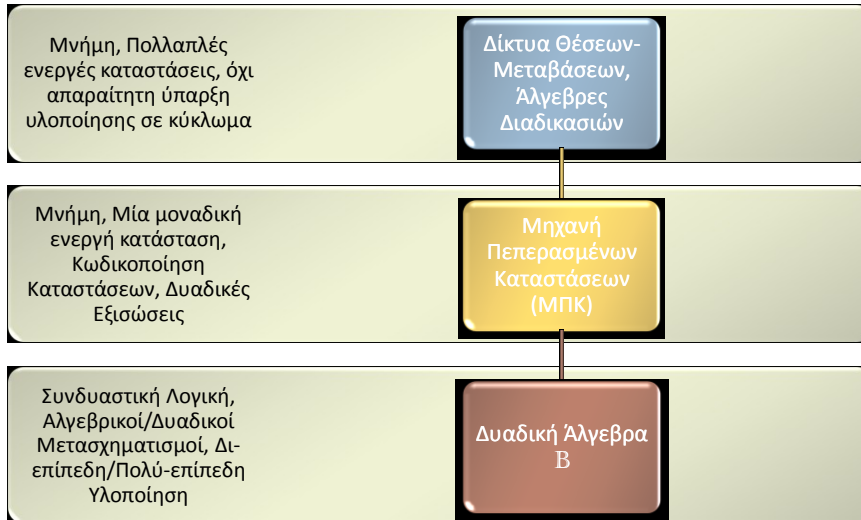 Μνήμη, Πολλαπλές
ενεργές καταστάσεις, όχι
απαραίτητη ύπαρξη
υλοποίησης σε κύκλωμα
Δίκτυα Θέσεων-
Μεταβάσεων,
Άλγεβρες
Διαδικασιών
Μνήμη, Μία μοναδική
ενεργή κατάσταση,
Κωδικοποίηση
Καταστάσεων, Δυαδικές
Εξισώσεις
Μηχανή
Πεπερασμένων
Καταστάσεων
(ΜΠΚ)
Συνδυαστική Λογική,
Αλγεβρικοί/Δυαδικοί
Μετασχηματισμοί, Δι-
επίπεδη/Πολύ-επίπεδη
Υλοποίηση
Δυαδική Άλγεβρα
Β